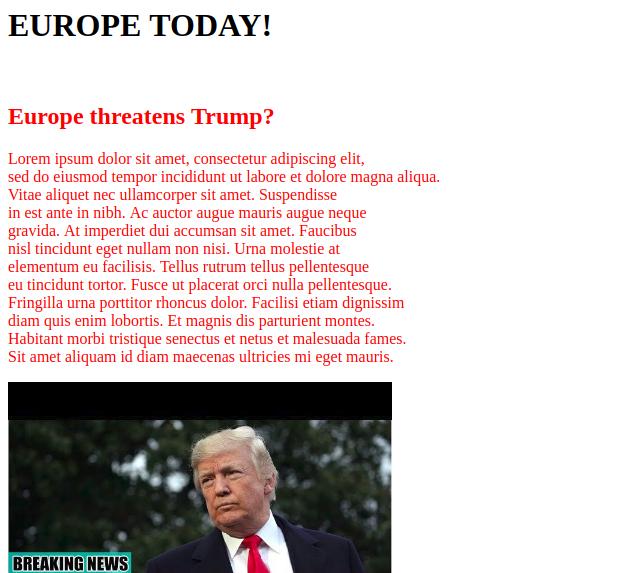 EUROPE TODAY!
Europe threatens Trump?
Lorem ipsum dolor sit amet, consectetur adipiscing elit,
sed do eiusmod tempor incididunt ut labore et dolore magna aliqua.
Vitae aliquet nec ullamcorper sit amet. Suspendisse
in est ante in nibh. Ac auctor augue mauris augue neque
gravida. At imperdiet dui accumsan sit amet. Faucibus
nisl tincidunt eget nullam non nisi. Urna molestie at
elementum eu facilisis. Tellus rutrum tellus pellentesque
eu tincidunt tortor. Fusce ut placerat orci nulla pellentesque.
Fringilla urna porttitor rhoncus dolor. Facilisi etiam dignissim
diam quis enim lobortis. Et magnis dis parturient montes.
Habitant morbi tristique senectus et netus et malesuada fames.
Sit amet aliquam id diam maecenas ultricies mi eget mauris.
BREAKING NEWS